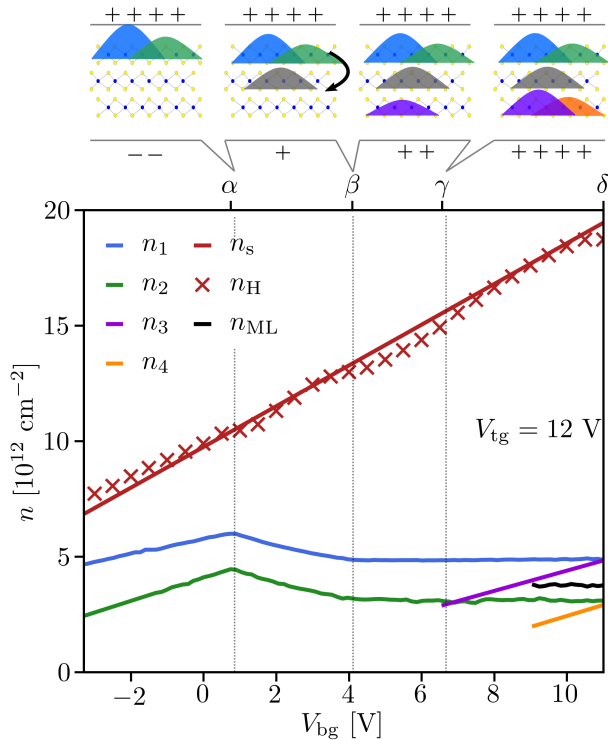 ++++ ++++ ++++ ++++
−− + ++ ++++
α β γ δ
20
15
10
5
0
n₁ nₛ
n₂ n_H
n₃ n_ML
n₄
V_tg = 12 V
n [10¹² cm⁻²]
−2 0 2 4 6 8 10
V_bg [V]